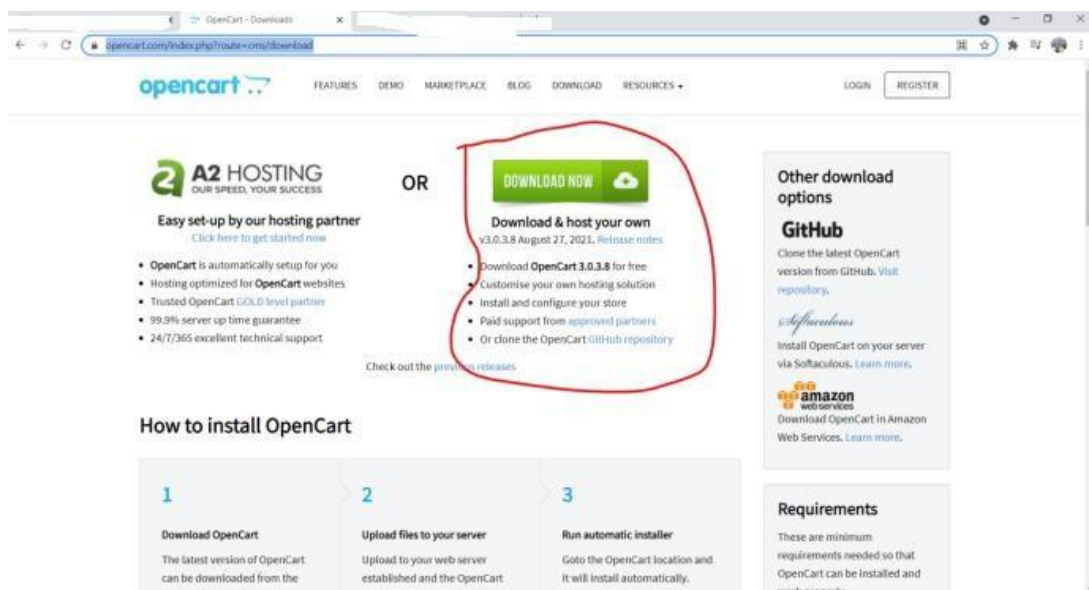 OpenCart - Downloads
opencart.com/index.php?route=cms/download
opencart
FEATURES DEMO MARKETPLACE BLOG DOWNLOAD RESOURCES
LOGIN REGISTER
A2 HOSTING
OUR SPEED, YOUR SUCCESS
Easy set-up by our hosting partner
Click here to get started now
• OpenCart is automatically setup for you
• Hosting optimized for OpenCart websites
• Trusted OpenCart GOLD level partner
• 99.9% server up time guarantee
• 24/7/365 excellent technical support
OR
DOWNLOAD NOW
Download & host your own
v3.0.3.8 August 27, 2021. Release notes
• Download OpenCart 3.0.3.8 for free
• Customise your own hosting solution
• Install and configure your store
• Paid support from approved partners
• Or clone the OpenCart GitHub repository
Check out the previous releases
Other download
options
GitHub
Clone the latest OpenCart
version from GitHub. Visit
repository.
Softaculous
Install OpenCart on your server
via Softaculous. Learn more.
amazon
webservices
Download OpenCart in Amazon
Web Services. Learn more.
How to install OpenCart
1
Download OpenCart
The latest version of OpenCart
can be downloaded from the
2
Upload files to your server
Upload to your web server
established and the OpenCart
3
Run automatic installer
Goto the OpenCart location and
it will install automatically.
Requirements
These are minimum
requirements needed so that
OpenCart can be installed and